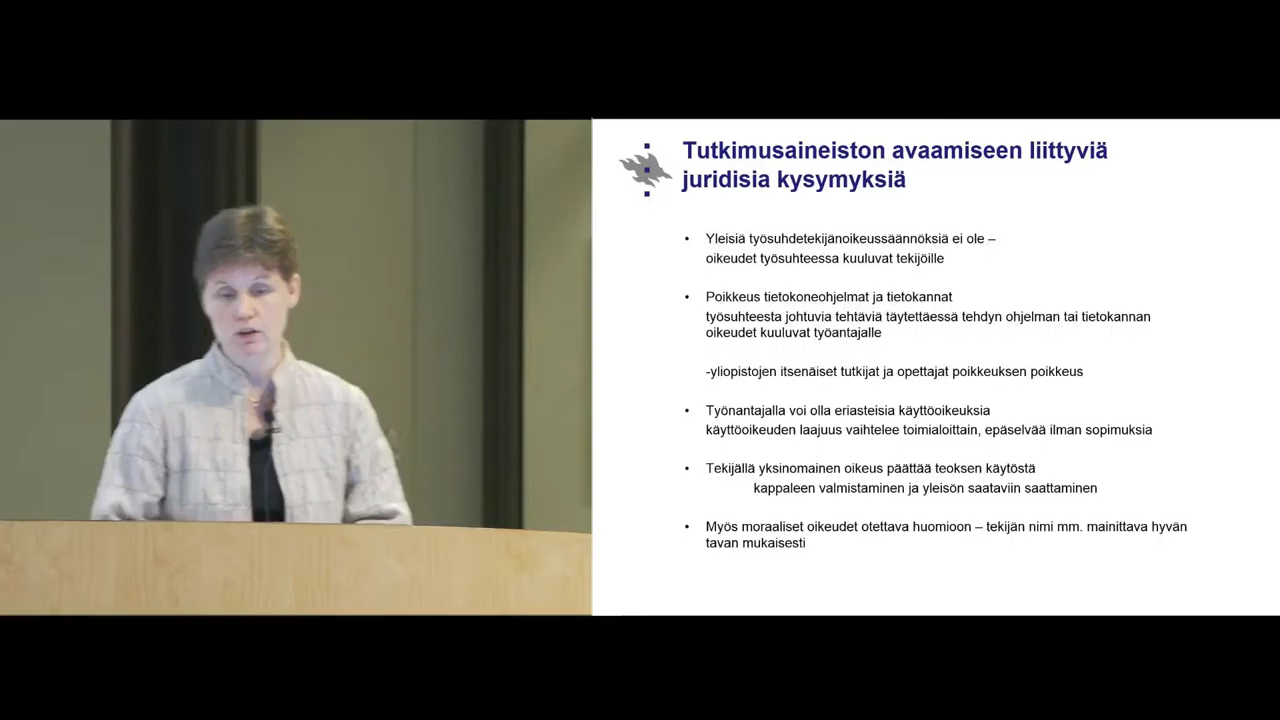 Tutkimusaineiston avaamiseen liittyviä
juridisia kysymyksiä
• Yleisiä työsuhdetekijänoikeussäännöksiä ei ole –
oikeudet työsuhteessa kuuluvat tekijöille
• Poikkeus tietokoneohjelmat ja tietokannat
työsuhteesta johtuvia tehtäviä täytettäessä tehdyn ohjelman tai tietokannan
oikeudet kuuluvat työantajalle
-yliopistojen itsenäiset tutkijat ja opettajat poikkeuksen poikkeus
• Työnantajalla voi olla eriasteisia käyttöoikeuksia
käyttöoikeuden laajuus vaihtelee toimialoittain, epäselvää ilman sopimuksia
• Tekijällä yksinomainen oikeus päättää teoksen käytöstä
kappaleen valmistaminen ja yleisön saataviin saattaminen
• Myös moraaliset oikeudet otettava huomioon – tekijän nimi mm. mainittava hyvän
tavan mukaisesti